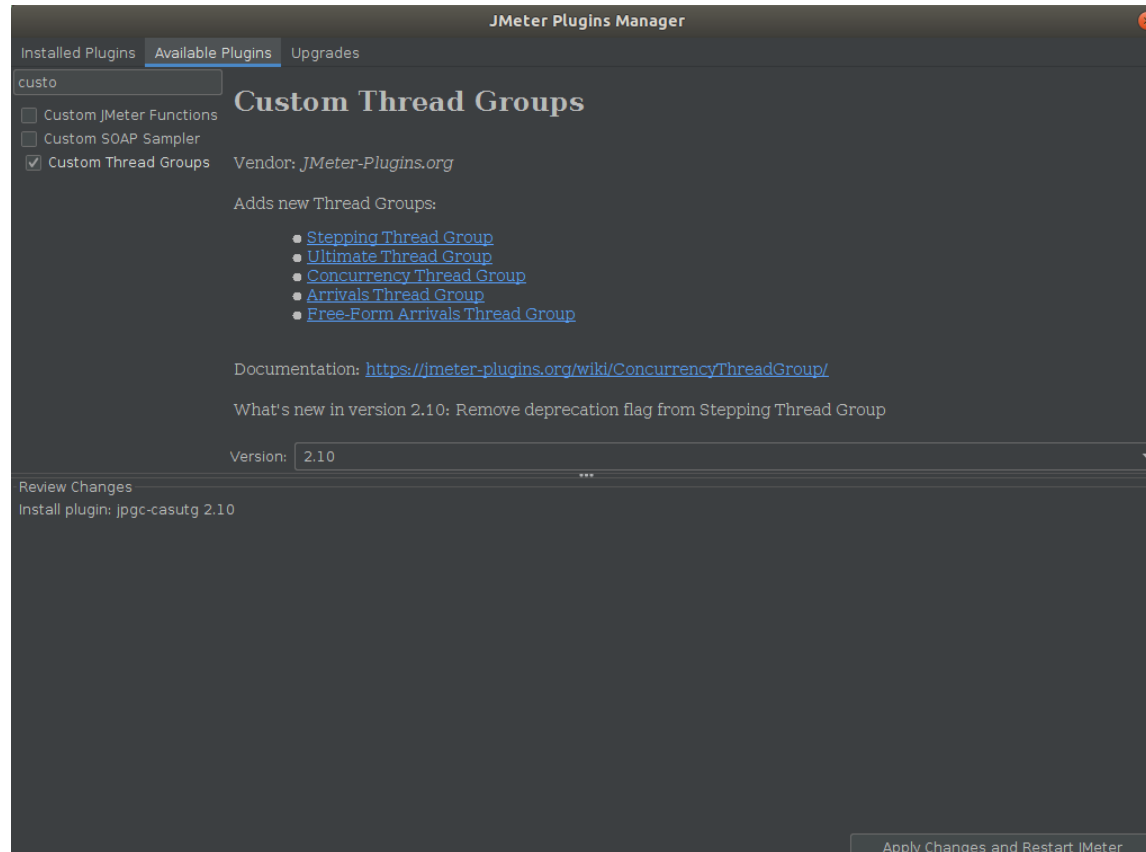 JMeter Plugins Manager
Installed Plugins Available Plugins Upgrades
custo
Custom JMeter Functions
Custom SOAP Sampler
Custom Thread Groups
Custom Thread Groups
Vendor: JMeter-Plugins.org
Adds new Thread Groups:
Stepping Thread Group
Ultimate Thread Group
Concurrency Thread Group
Arrivals Thread Group
Free-Form Arrivals Thread Group
Documentation: https://jmeter-plugins.org/wiki/ConcurrencyThreadGroup/
What's new in version 2.10: Remove deprecation flag from Stepping Thread Group
Version: 2.10
Review Changes
Install plugin: jpgc-casutg 2.10
Apply Changes and Restart JMeter